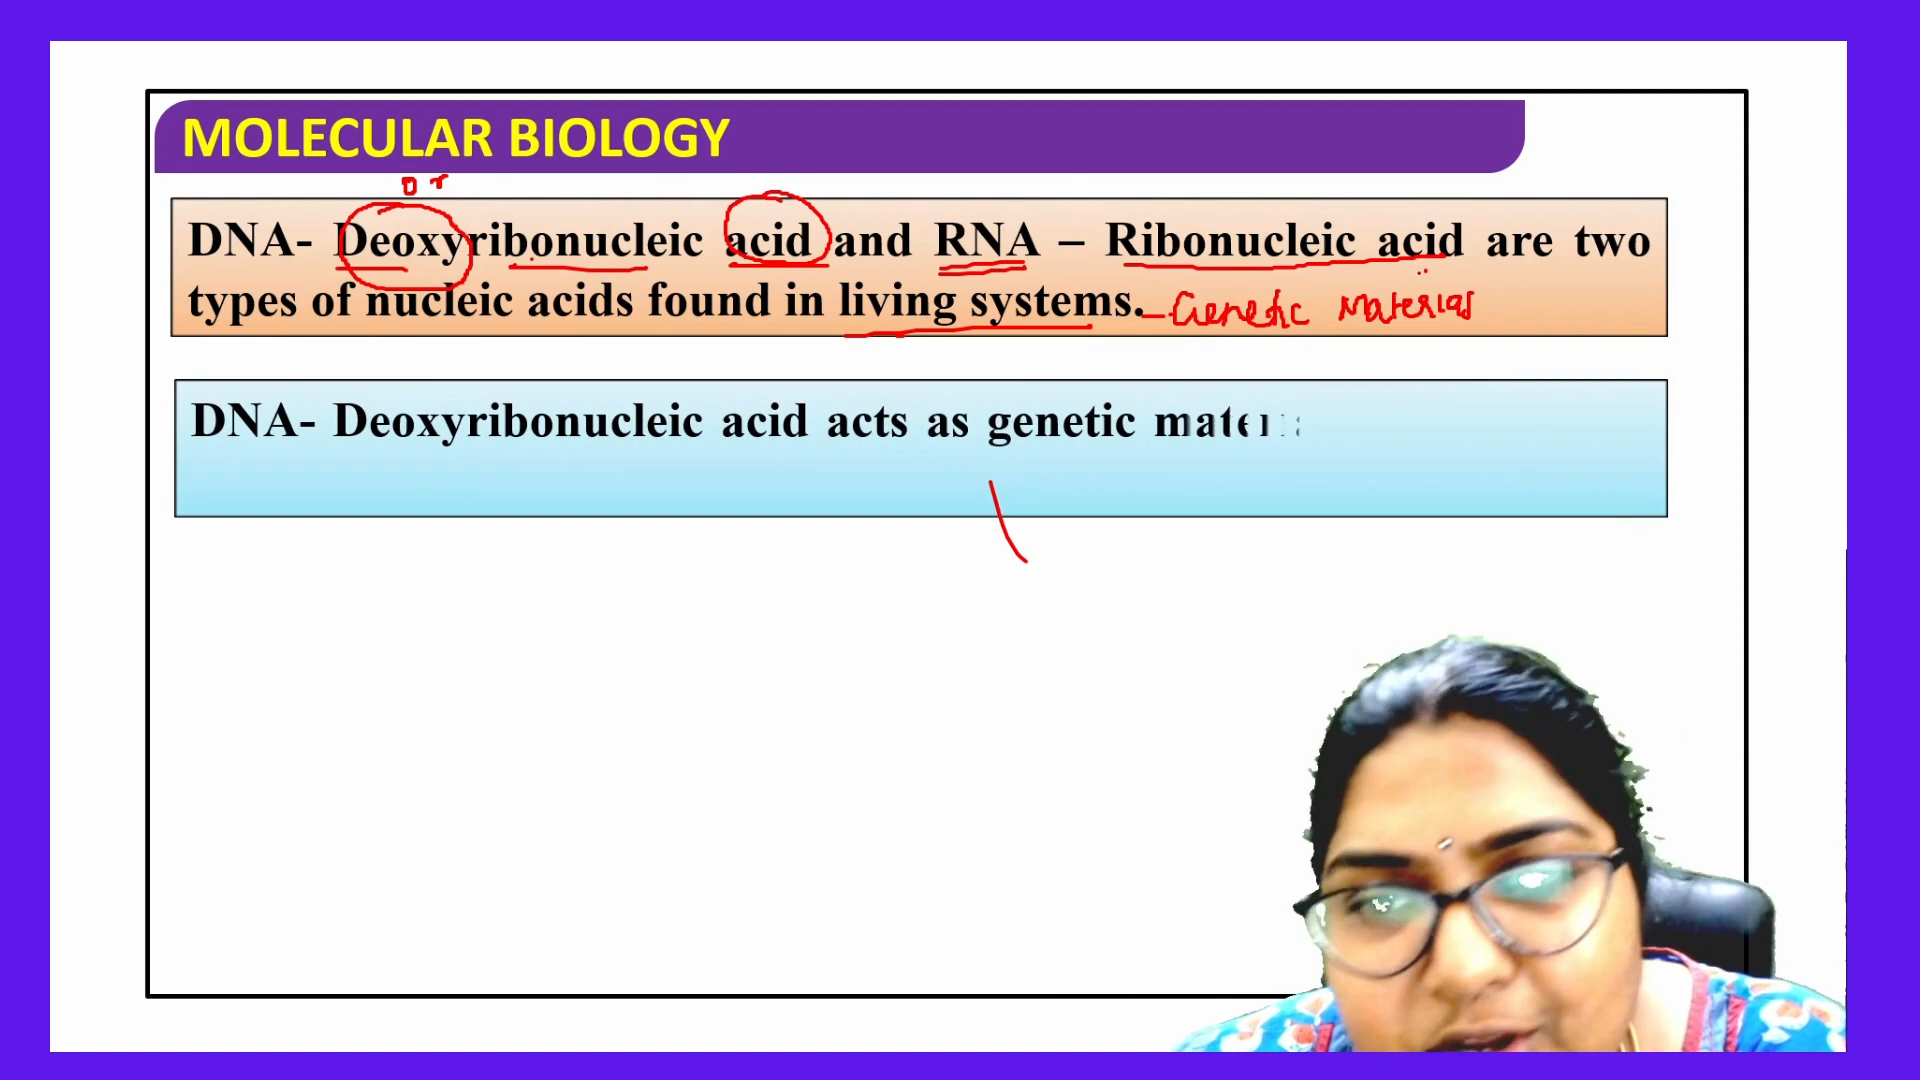 MOLECULAR BIOLOGY
DNA- Deoxyribonucleic acid and RNA – Ribonucleic acid are two
types of nucleic acids found in living systems. - Genetic Material
DNA- Deoxyribonucleic acid acts as genetic